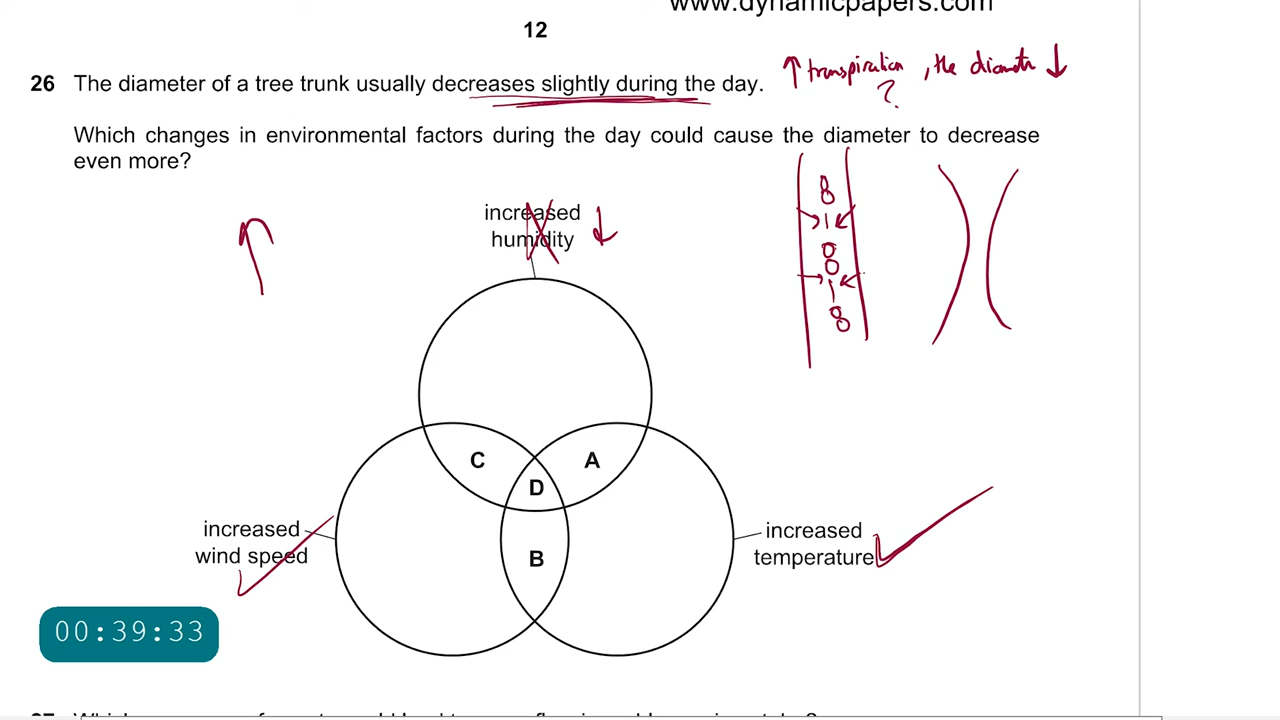 www.dynamicpapers.com
12
26 The diameter of a tree trunk usually decreases slightly during the day.
↑ transpiration, the diameter ↓
?
Which changes in environmental factors during the day could cause the diameter to decrease
even more?
increased
humidity ↓
C
A
D
increased
wind speed
increased
temperature
B
00:39:33